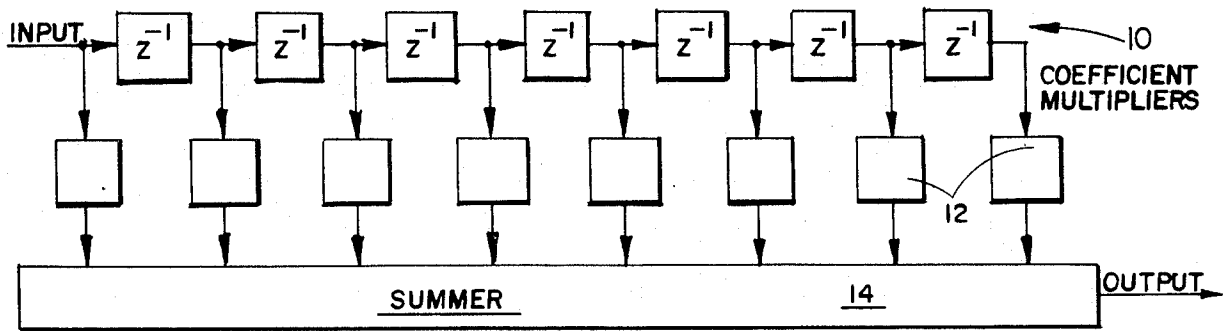 INPUT
z⁻¹ z⁻¹ z⁻¹ z⁻¹ z⁻¹ z⁻¹ z⁻¹
10
COEFFICIENT
MULTIPLIERS
12
SUMMER 14
OUTPUT